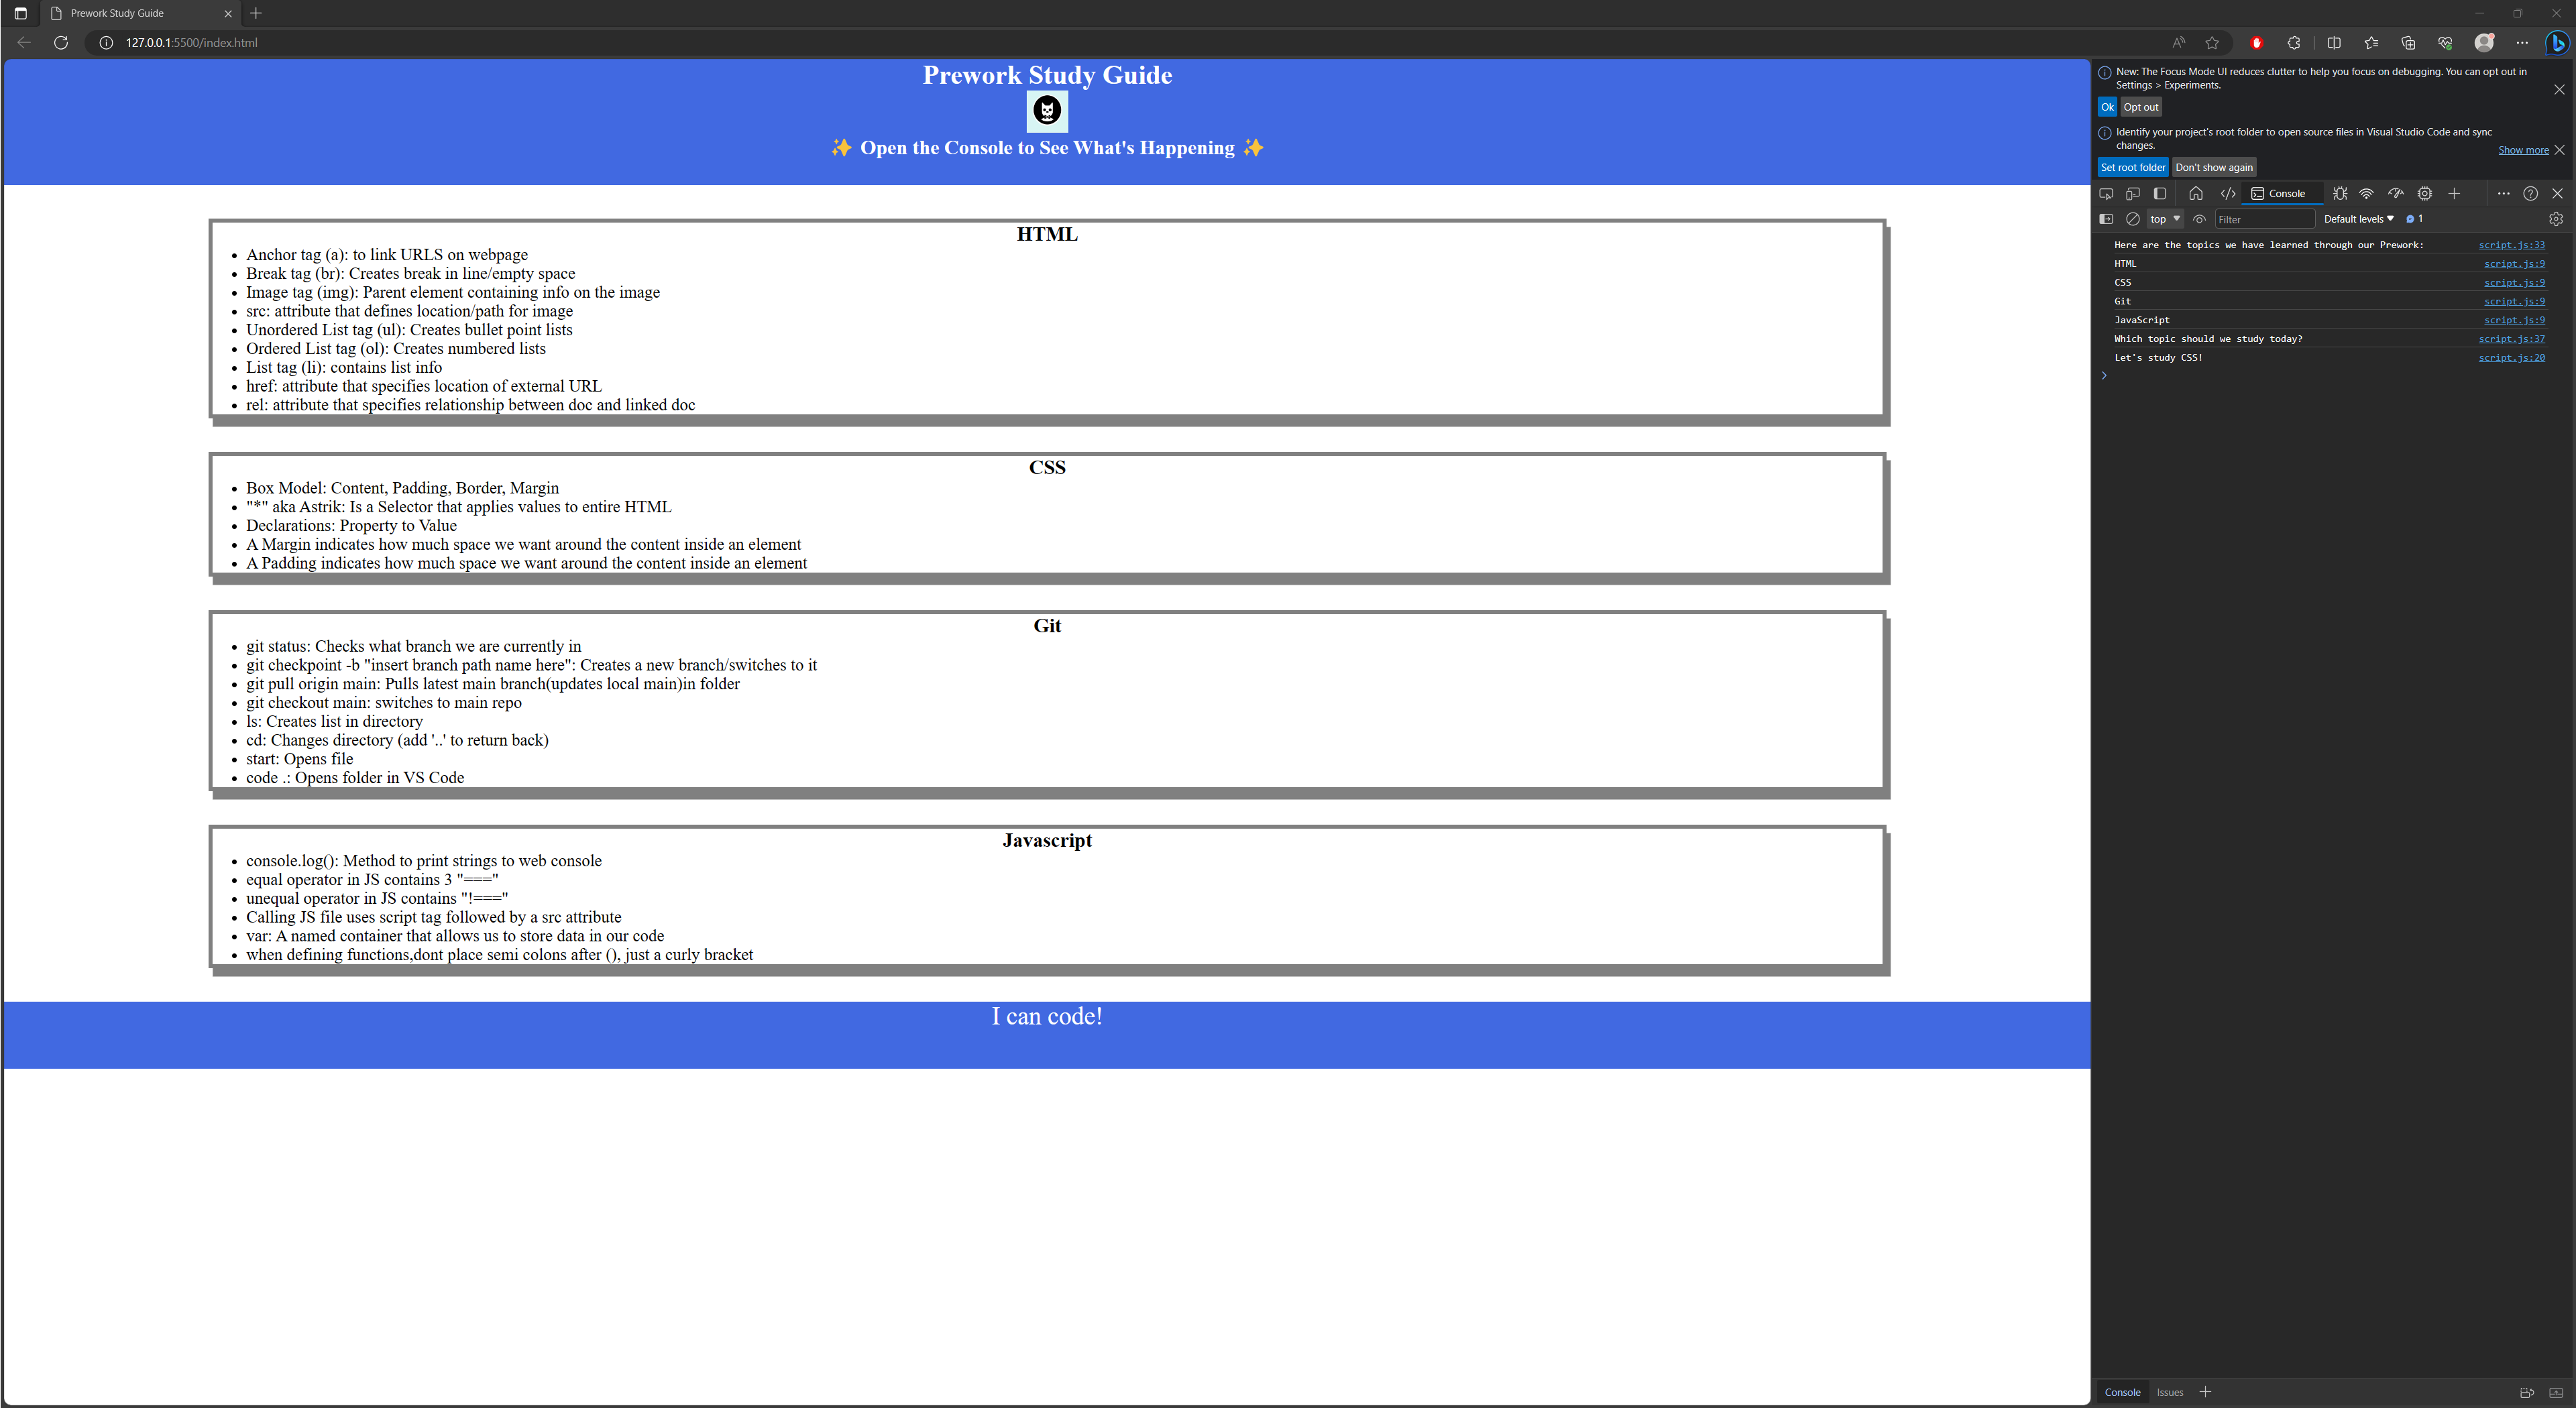 Prework Study Guide
127.0.0.1:5500/index.html
Prework Study Guide
✨ Open the Console to See What's Happening ✨
HTML
Anchor tag (a): to link URLS on webpage
Break tag (br): Creates break in line/empty space
Image tag (img): Parent element containing info on the image
src: attribute that defines location/path for image
Unordered List tag (ul): Creates bullet point lists
Ordered List tag (ol): Creates numbered lists
List tag (li): contains list info
href: attribute that specifies location of external URL
rel: attribute that specifies relationship between doc and linked doc
CSS
Box Model: Content, Padding, Border, Margin
"*" aka Astrik: Is a Selector that applies values to entire HTML
Declarations: Property to Value
A Margin indicates how much space we want around the content inside an element
A Padding indicates how much space we want around the content inside an element
Git
git status: Checks what branch we are currently in
git checkpoint -b "insert branch path name here": Creates a new branch/switches to it
git pull origin main: Pulls latest main branch(updates local main)in folder
git checkout main: switches to main repo
ls: Creates list in directory
cd: Changes directory (add '..' to return back)
start: Opens file
code .: Opens folder in VS Code
Javascript
console.log(): Method to print strings to web console
equal operator in JS contains 3 "==="
unequal operator in JS contains "!==="
Calling JS file uses script tag followed by a src attribute
var: A named container that allows us to store data in our code
when defining functions,dont place semi colons after (), just a curly bracket
I can code!
New: The Focus Mode UI reduces clutter to help you focus on debugging. You can opt out in
Settings > Experiments.
Ok Opt out
Identify your project's root folder to open source files in Visual Studio Code and sync
changes.
Show more
Set root folder Don't show again
Console
top Filter Default levels 1
Here are the topics we have learned through our Prework: script.js:33
HTML script.js:9
CSS script.js:9
Git script.js:9
JavaScript script.js:9
Which topic should we study today? script.js:37
Let's study CSS! script.js:20
Console Issues